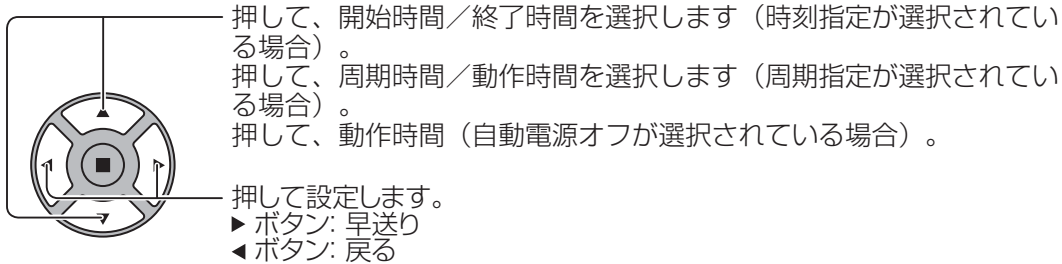 押して、開始時間／終了時間を選択します（時刻指定が選択されてい
る場合）。
押して、周期時間／動作時間を選択します（周期指定が選択されてい
る場合）。
押して、動作時間（自動電源オフが選択されている場合）。
押して設定します。
▶ ボタン: 早送り
◀ ボタン: 戻る